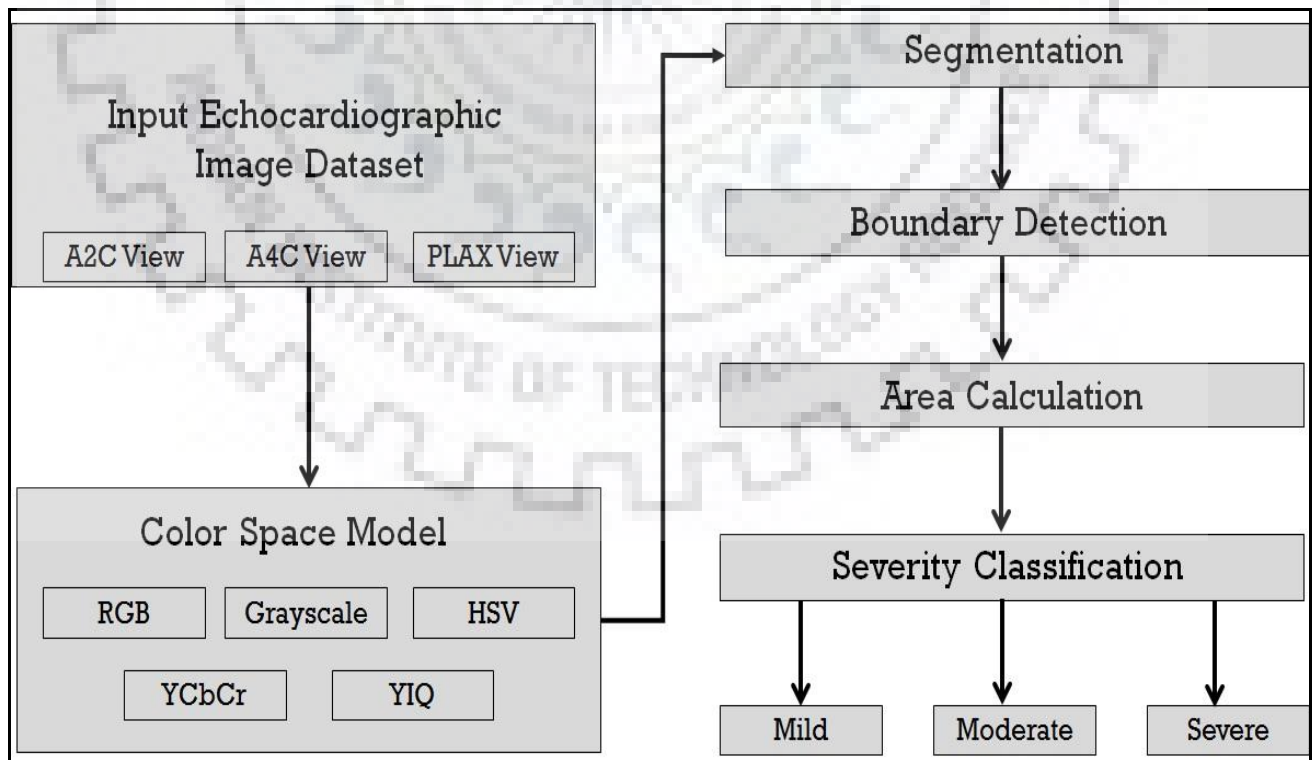 Input Echocardiographic
Image Dataset
A2C View
A4C View
PLAX View
Color Space Model
RGB
Grayscale
HSV
YCbCr
YIQ
Segmentation
Boundary Detection
Area Calculation
Severity Classification
Mild
Moderate
Severe
OF